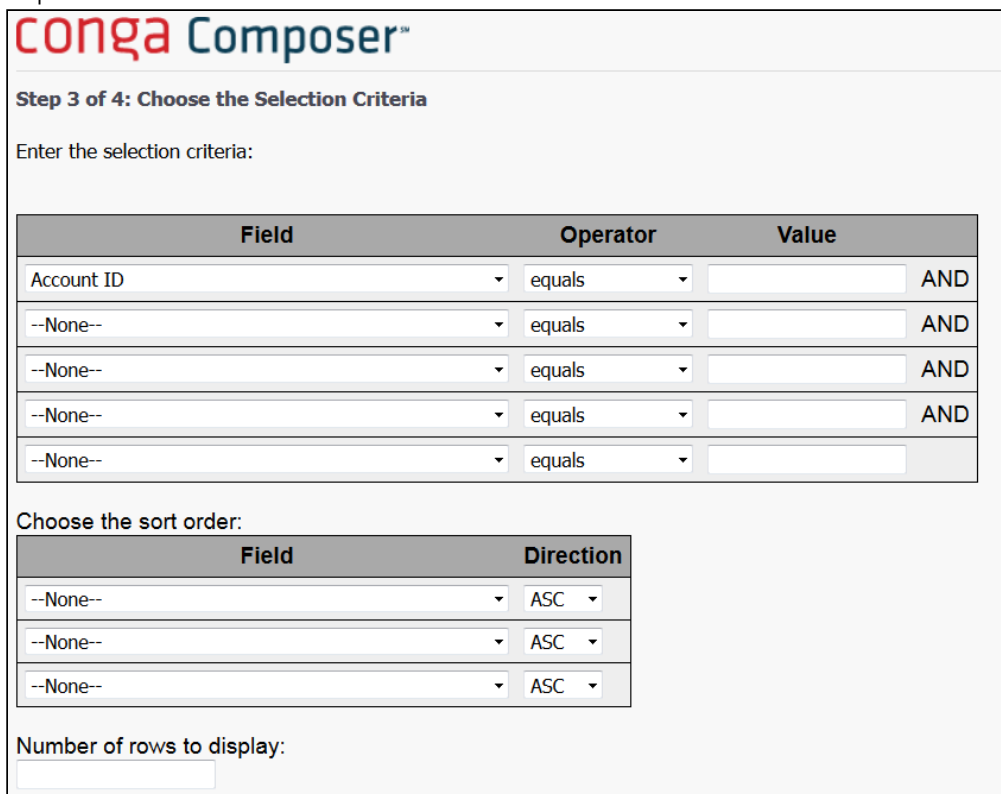 conga Composer℠
Step 3 of 4: Choose the Selection Criteria
Enter the selection criteria:
Field Operator Value
Account ID equals AND
--None-- equals AND
--None-- equals AND
--None-- equals AND
--None-- equals
Choose the sort order:
Field Direction
--None-- ASC
--None-- ASC
--None-- ASC
Number of rows to display: